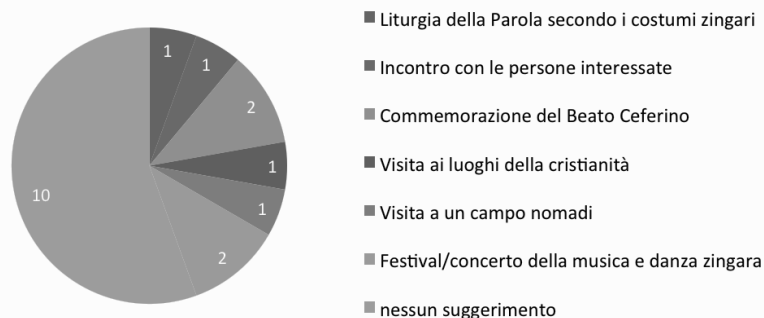 1
1
2
1
1
2
10
Liturgia della Parola secondo i costumi zingari
Incontro con le persone interessate
Commemorazione del Beato Ceferino
Visita ai luoghi della cristianità
Visita a un campo nomadi
Festival/concerto della musica e danza zingara
nessun suggerimento